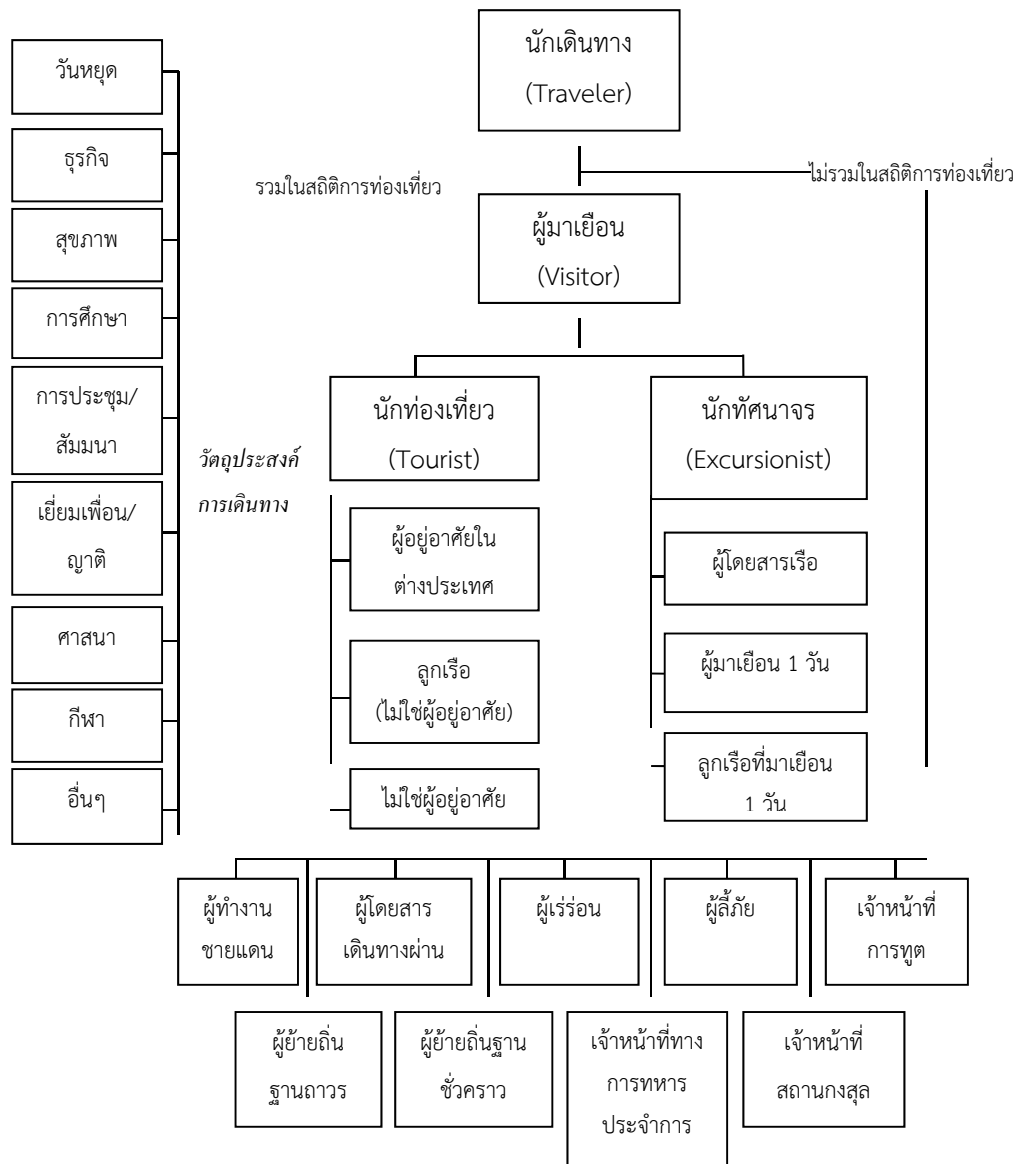 นักเดินทาง
(Traveler)
รวมในสถิติการท่องเที่ยว
ไม่รวมในสถิติการท่องเที่ยว
ผู้มาเยือน
(Visitor)
วันหยุด
ธุรกิจ
สุขภาพ
การศึกษา
การประชุม/
สัมมนา
เยี่ยมเพื่อน/
ญาติ
ศาสนา
กีฬา
อื่นๆ
วัตถุประสงค์
การเดินทาง
นักท่องเที่ยว
(Tourist)
ผู้อยู่อาศัยใน
ต่างประเทศ
ลูกเรือ
(ไม่ใช่ผู้อยู่อาศัย)
ไม่ใช่ผู้อยู่อาศัย
นักทัศนาจร
(Excursionist)
ผู้โดยสารเรือ
ผู้มาเยือน 1 วัน
ลูกเรือที่มาเยือน
1 วัน
ผู้ทำงาน
ชายแดน
ผู้โดยสาร
เดินทางผ่าน
ผู้เร่ร่อน
ผู้ลี้ภัย
เจ้าหน้าที่
การทูต
ผู้ย้ายถิ่น
ฐานถาวร
ผู้ย้ายถิ่นฐาน
ชั่วคราว
เจ้าหน้าที่ทาง
การทหาร
ประจำการ
เจ้าหน้าที่
สถานกงสุล